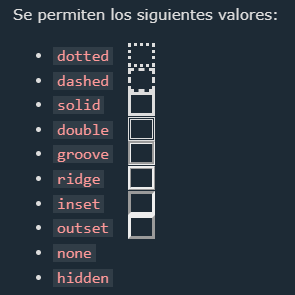 Se permiten los siguientes valores:
dotted
dashed
solid
double
groove
ridge
inset
outset
none
hidden